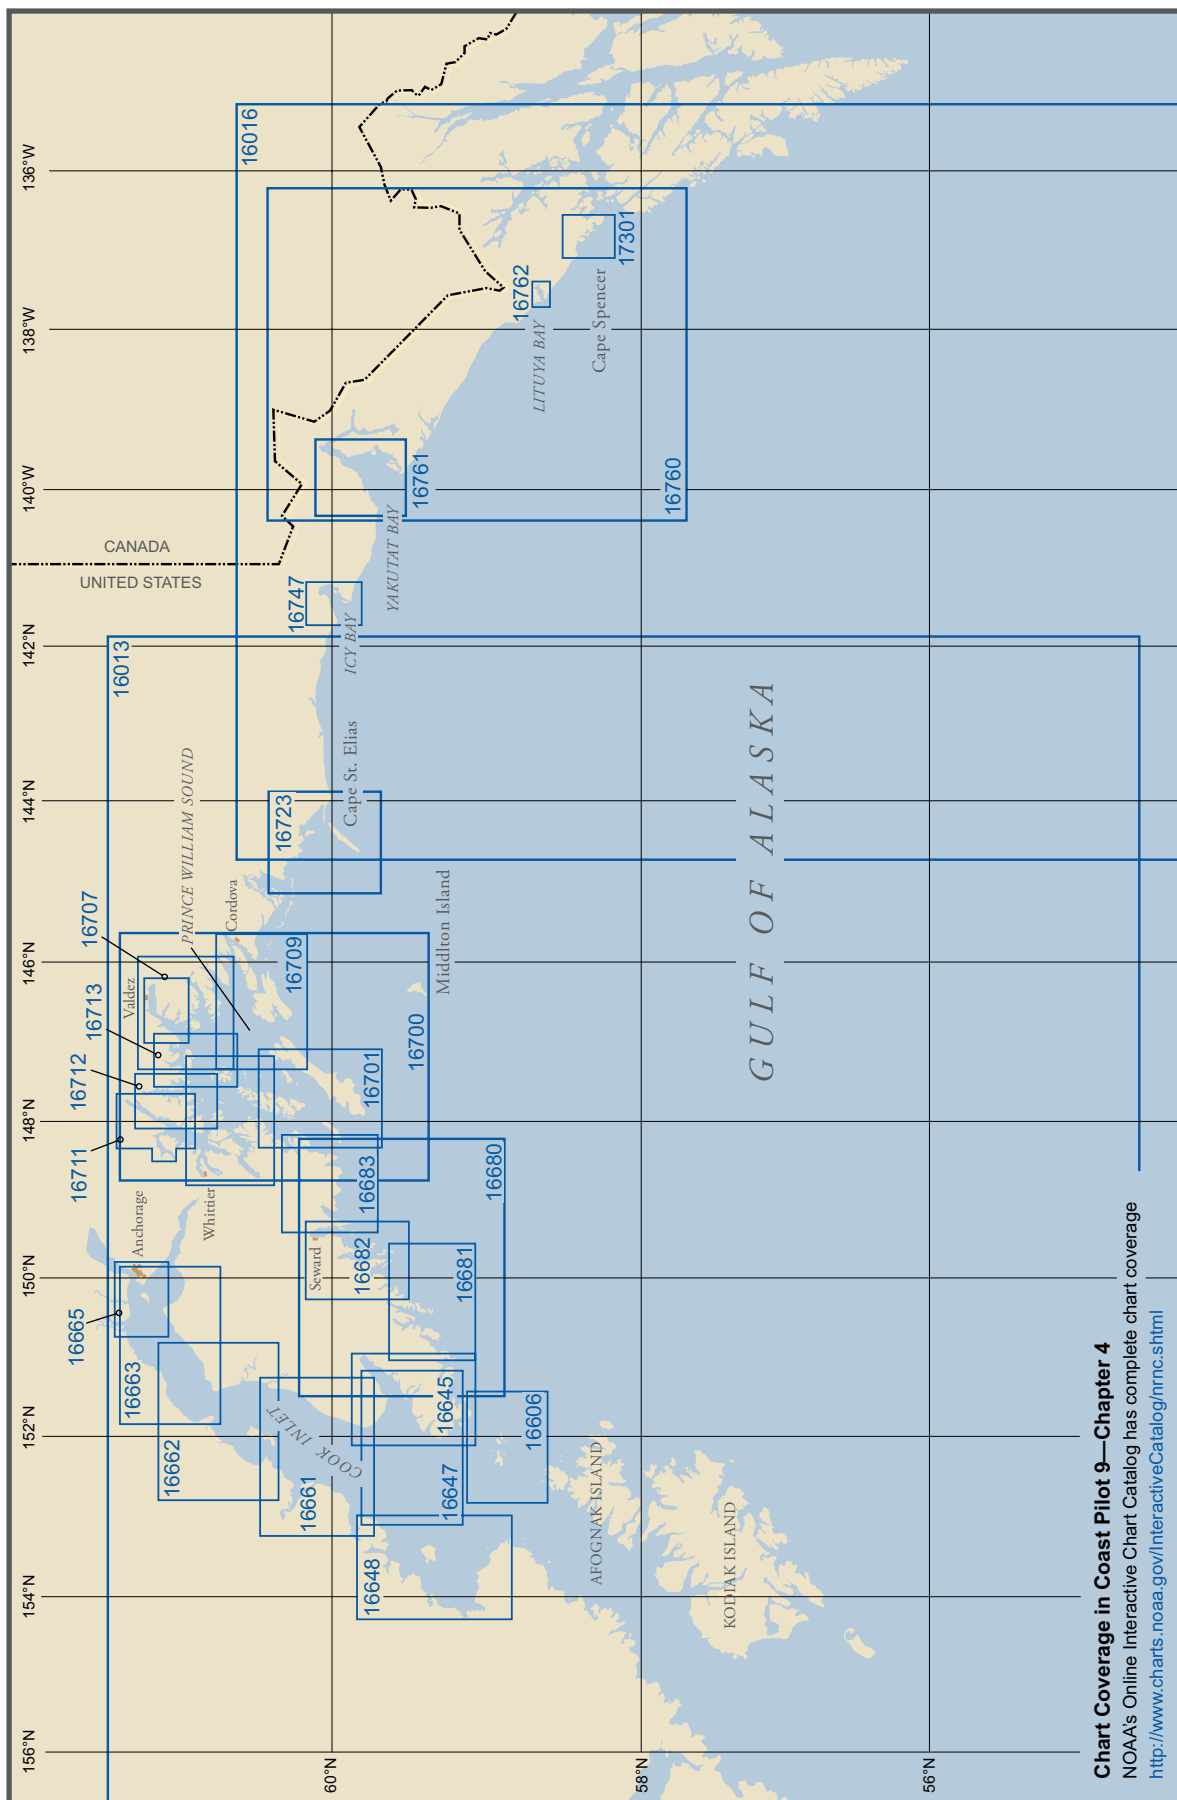 156°N
154°N
152°N
150°N
148°N
146°N
144°N
142°N
140°W
138°W
136°W
60°N
58°N
56°N
CANADA
UNITED STATES
16665
16711
16712
16713
16707
16013
16016
16663
Anchorage
Valdez
16662
Whittier
PRINCE WILLIAM SOUND
Cordova
16709
16723
16747
16661
COOK INLET
Seward
16682
16683
16701
16700
Cape St. Elias
ICY BAY
YAKUTAT BAY
16761
16762
17301
16648
16647
16645
16681
16680
Middlton Island
LITUYA BAY
Cape Spencer
16606
16760
AFOGNAK ISLAND
KODIAK ISLAND
GULF OF ALASKA
Chart Coverage in Coast Pilot 9—Chapter 4
NOAA's Online Interactive Chart Catalog has complete chart coverage
http://www.charts.noaa.gov/InteractiveCatalog/nrnc.shtml